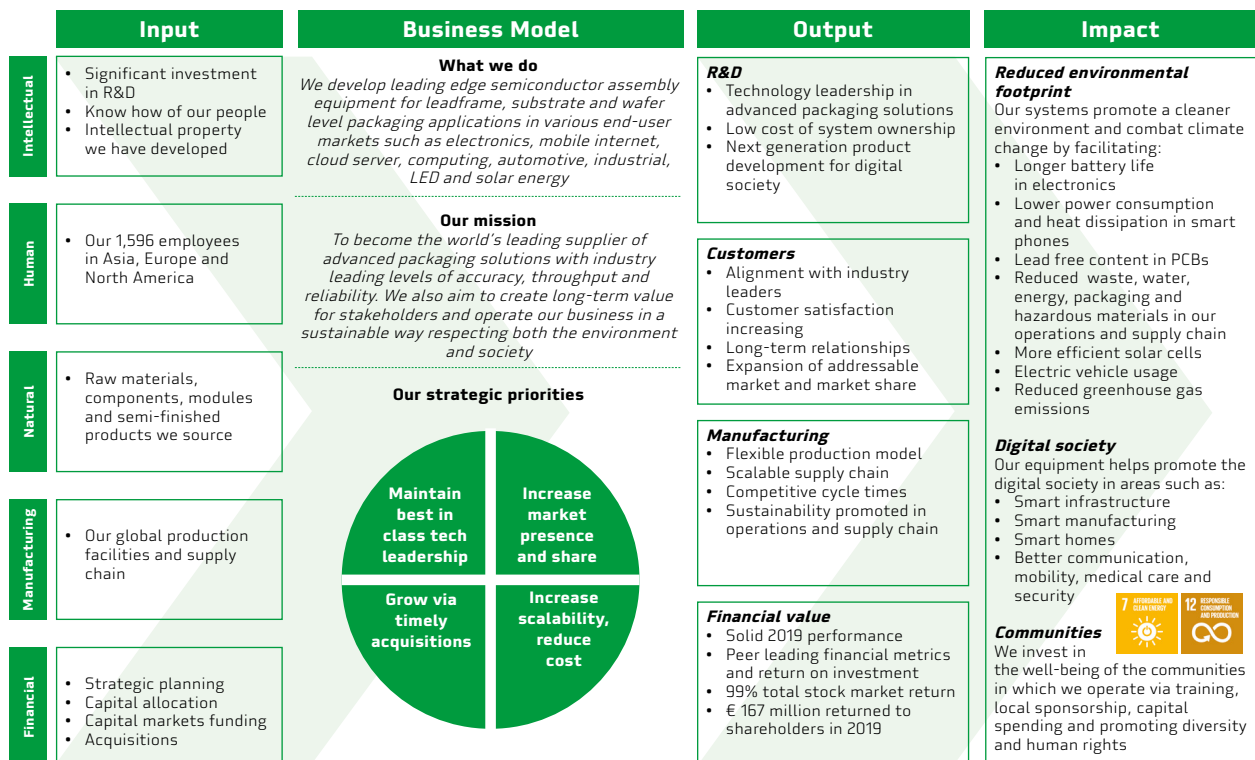 Input
Business Model
Output
Impact
Intellectual
• Significant investment
in R&D
• Know how of our people
• Intellectual property
we have developed
Human
• Our 1,596 employees
in Asia, Europe and
North America
Natural
• Raw materials,
components, modules
and semi-finished
products we source
Manufacturing
• Our global production
facilities and supply
chain
Financial
• Strategic planning
• Capital allocation
• Capital markets funding
• Acquisitions
What we do
We develop leading edge semiconductor assembly
equipment for leadframe, substrate and wafer
level packaging applications in various end-user
markets such as electronics, mobile internet,
cloud server, computing, automotive, industrial,
LED and solar energy
Our mission
To become the world's leading supplier of
advanced packaging solutions with industry
leading levels of accuracy, throughput and
reliability. We also aim to create long-term value
for stakeholders and operate our business in a
sustainable way respecting both the environment
and society
Our strategic priorities
Maintain
best in
class tech
leadership
Increase
market
presence
and share
Grow via
timely
acquisitions
Increase
scalability,
reduce
cost
R&D
• Technology leadership in
advanced packaging solutions
• Low cost of system ownership
• Next generation product
development for digital
society
Customers
• Alignment with industry
leaders
• Customer satisfaction
increasing
• Long-term relationships
• Expansion of addressable
market and market share
Manufacturing
• Flexible production model
• Scalable supply chain
• Competitive cycle times
• Sustainability promoted in
operations and supply chain
Financial value
• Solid 2019 performance
• Peer leading financial metrics
and return on investment
• 99% total stock market return
• € 167 million returned to
shareholders in 2019
Reduced environmental
footprint
Our systems promote a cleaner
environment and combat climate
change by facilitating:
• Longer battery life
in electronics
• Lower power consumption
and heat dissipation in smart
phones
• Lead free content in PCBs
• Reduced waste, water,
energy, packaging and
hazardous materials in our
operations and supply chain
• More efficient solar cells
• Electric vehicle usage
• Reduced greenhouse gas
emissions
Digital society
Our equipment helps promote the
digital society in areas such as:
• Smart infrastructure
• Smart manufacturing
• Smart homes
• Better communication,
mobility, medical care and
security
7 AFFORDABLE AND
CLEAN ENERGY
12 RESPONSIBLE
CONSUMPTION
AND PRODUCTION
Communities
We invest in
the well-being of the communities
in which we operate via training,
local sponsorship, capital
spending and promoting diversity
and human rights